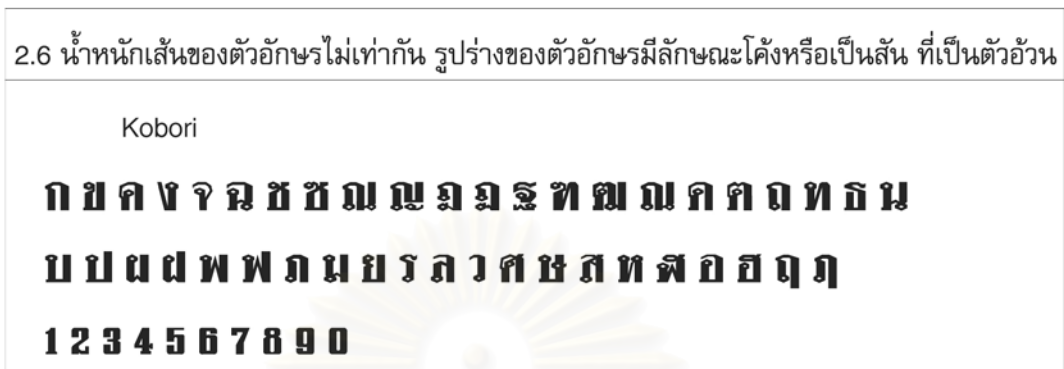 2.6 น้ำหนักเส้นของตัวอักษรไม่เท่ากัน รูปร่างของตัวอักษรมีลักษณะโค้งหรือเป็นสัน ที่เป็นตัวอ้วน
Kobori
ก ข ค ง จ ฉ ช ซ ฌ ญ ฎ ฏ ฐ ฑ ฒ ณ ด ต ถ ท ธ น
บ ป ผ ฝ พ ฟ ภ ม ย ร ล ว ศ ษ ส ห ฬ อ ฮ ฤ ฦ
1 2 3 4 5 6 7 8 9 0